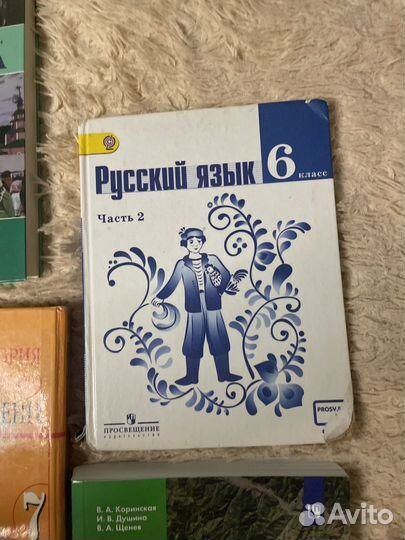 Русский язык 6
класс
Часть 2
ПРОСВЕЩЕНИЕ
ИЗДАТЕЛЬСТВО
PROSV.R
7
В. А. Коринская
И. В. Душина
В. А. Щенев
Avito